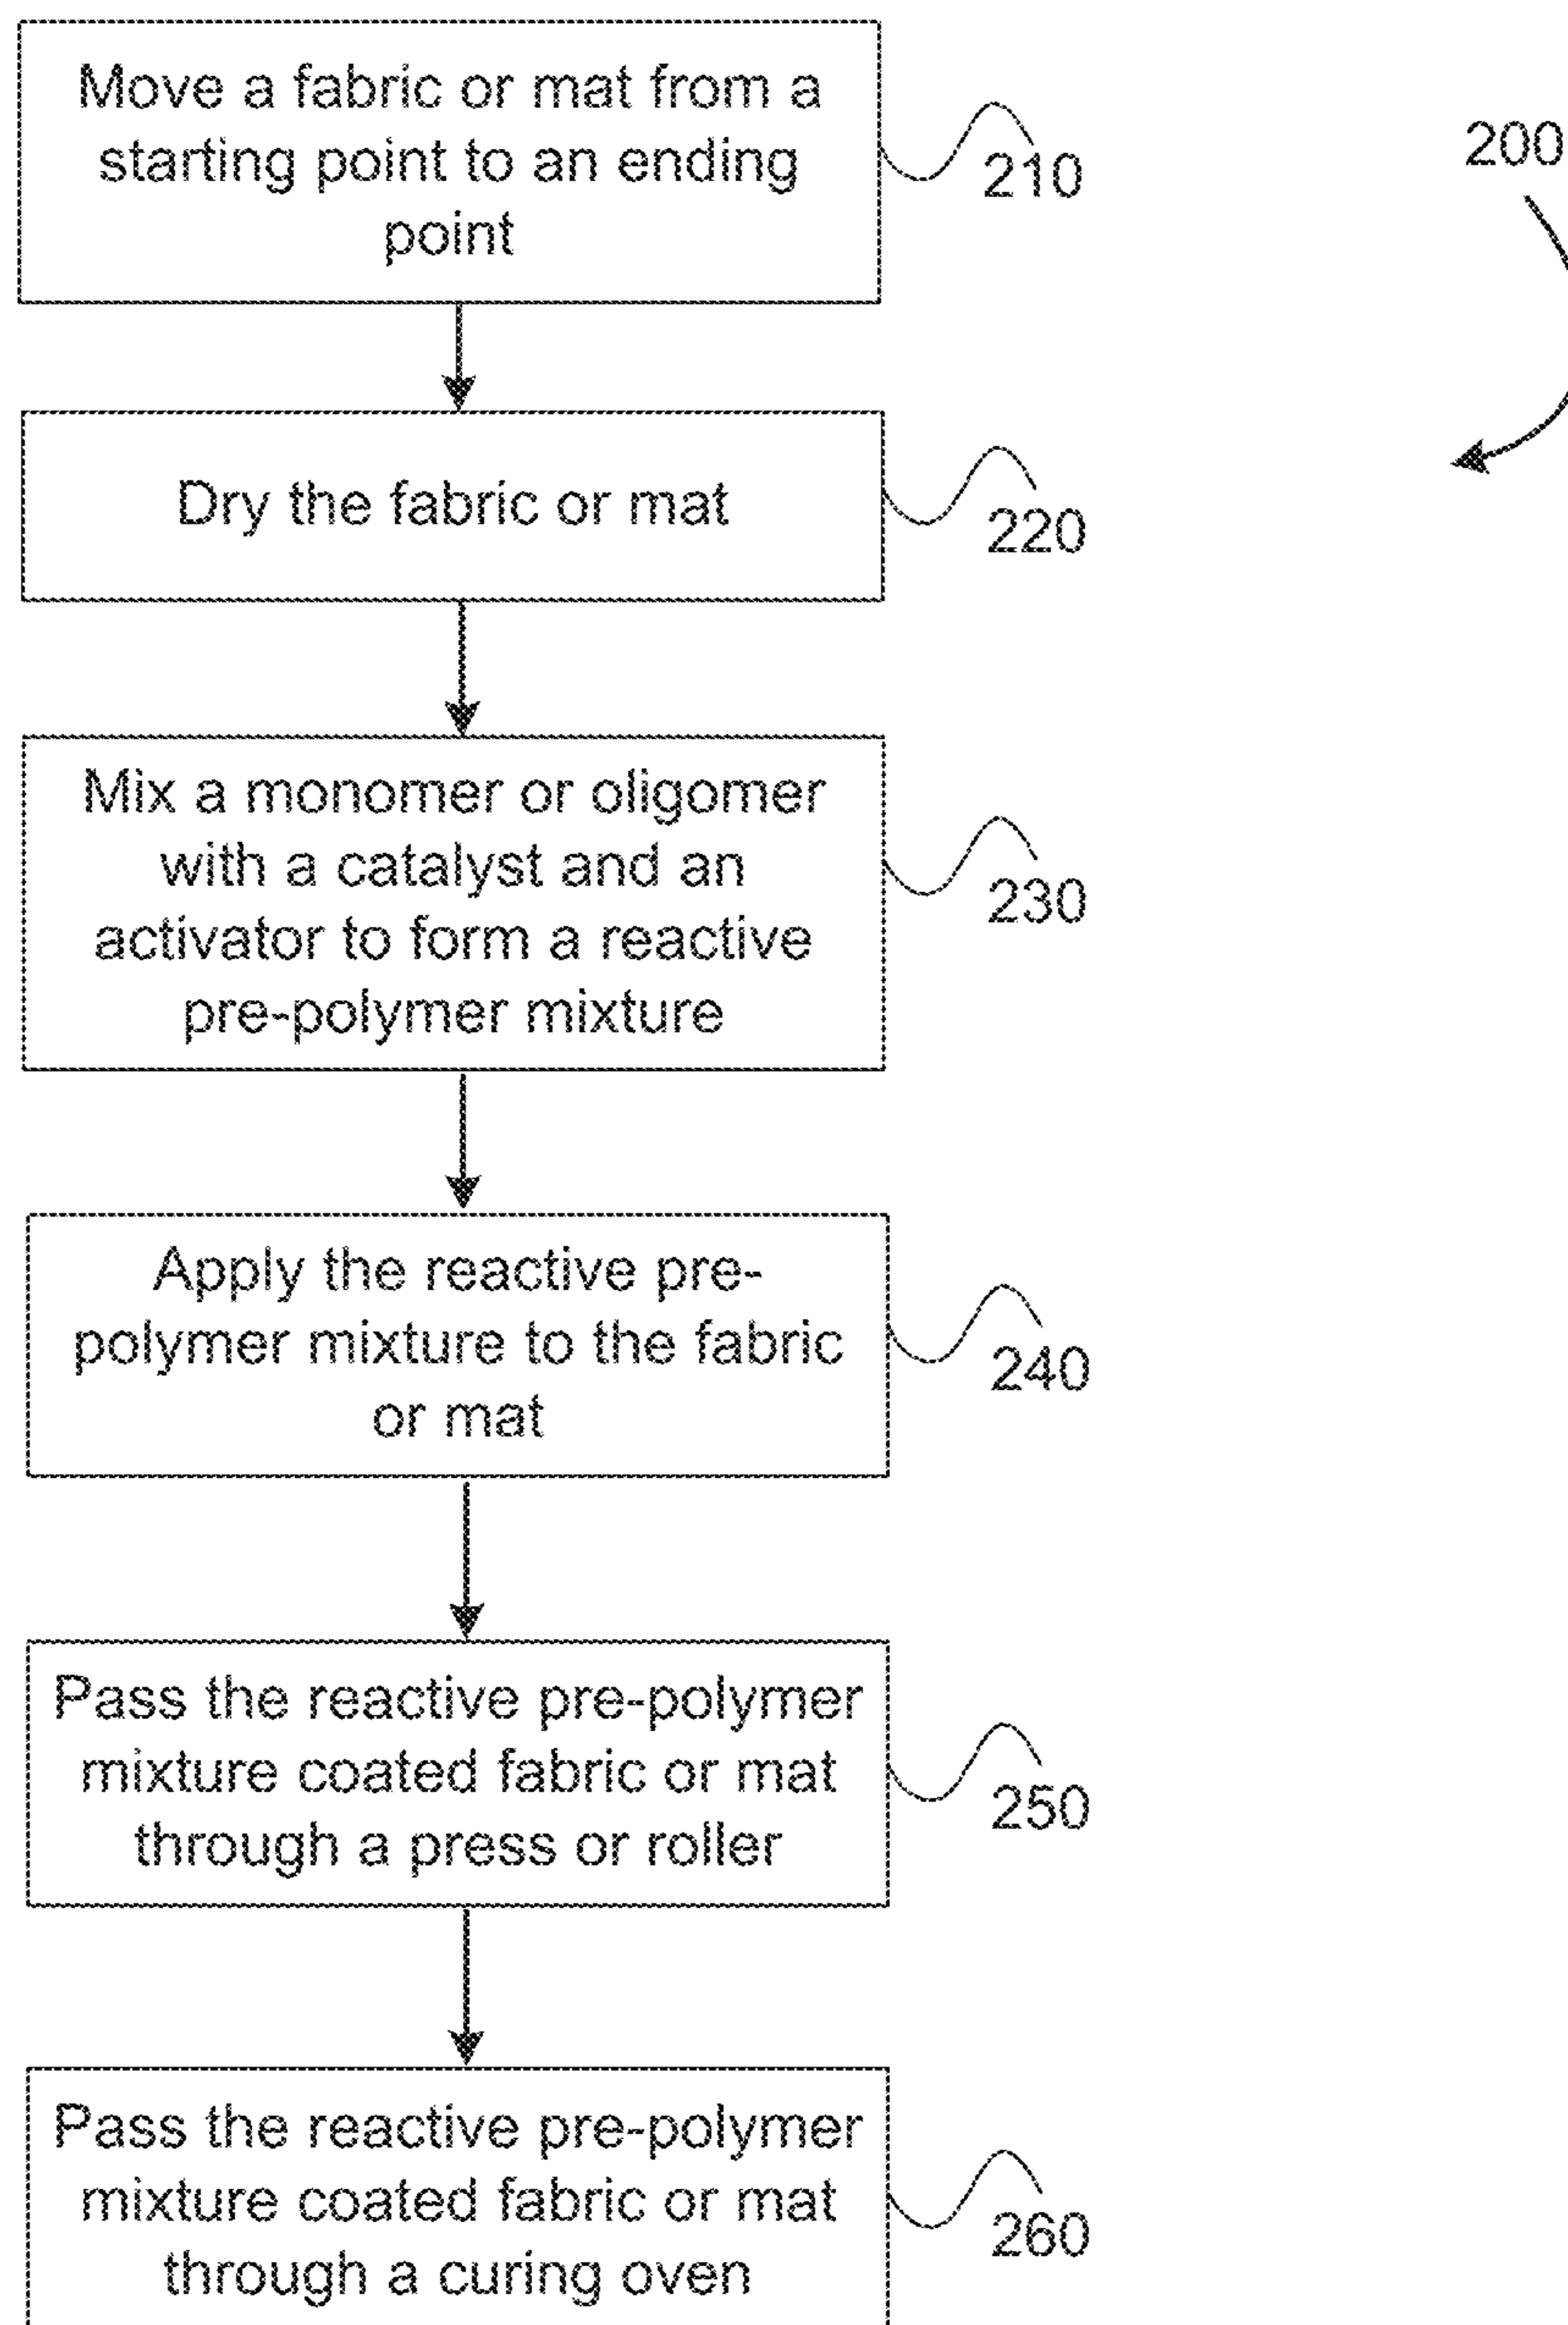 Move a fabric or mat from a
starting point to an ending
point
210
200
Dry the fabric or mat
220
Mix a monomer or oligomer
with a catalyst and an
activator to form a reactive
pre-polymer mixture
230
Apply the reactive pre-
polymer mixture to the fabric
or mat
240
Pass the reactive pre-polymer
mixture coated fabric or mat
through a press or roller
250
Pass the reactive pre-polymer
mixture coated fabric or mat
through a curing oven
260